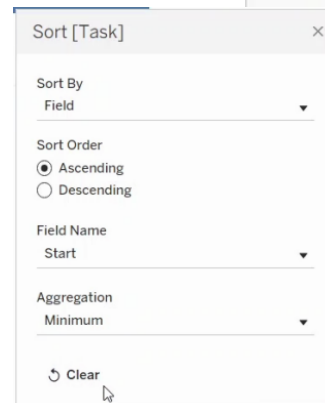 Sort [Task]
Sort By
Field
Sort Order
Ascending
Descending
Field Name
Start
Aggregation
Minimum
Clear